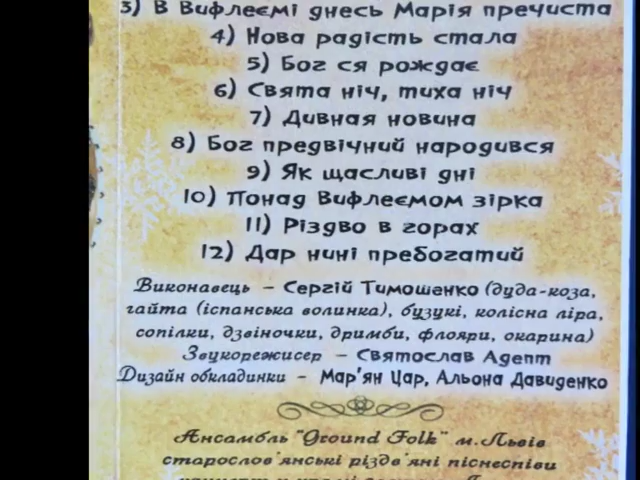 3) В Вифлеємі днесь Марія пречиста
4) Нова радість стала
5) Бог ся рождає
6) Свята ніч, тиха ніч
7) Дивная новина
8) Бог предвічний народився
9) Як щасливі дні
10) Понад Вифлеємом зірка
11) Різдво в горах
12) Дар нині пребогатий
Виконавець – Сергій Тимошенко (дуда-коза,
гайта (іспанська волинка), бузукі, колісна ліра,
сопілки, дзвіночки, дримби, флояри, окарина)
Звукорежисер – Святослав Адепт
Дизайн обкладинки – Мар'ян Цар, Альона Давиденко
Ансамбль "Ground Folk" м.Львів
старослов'янські різдв'яні піснеспіви